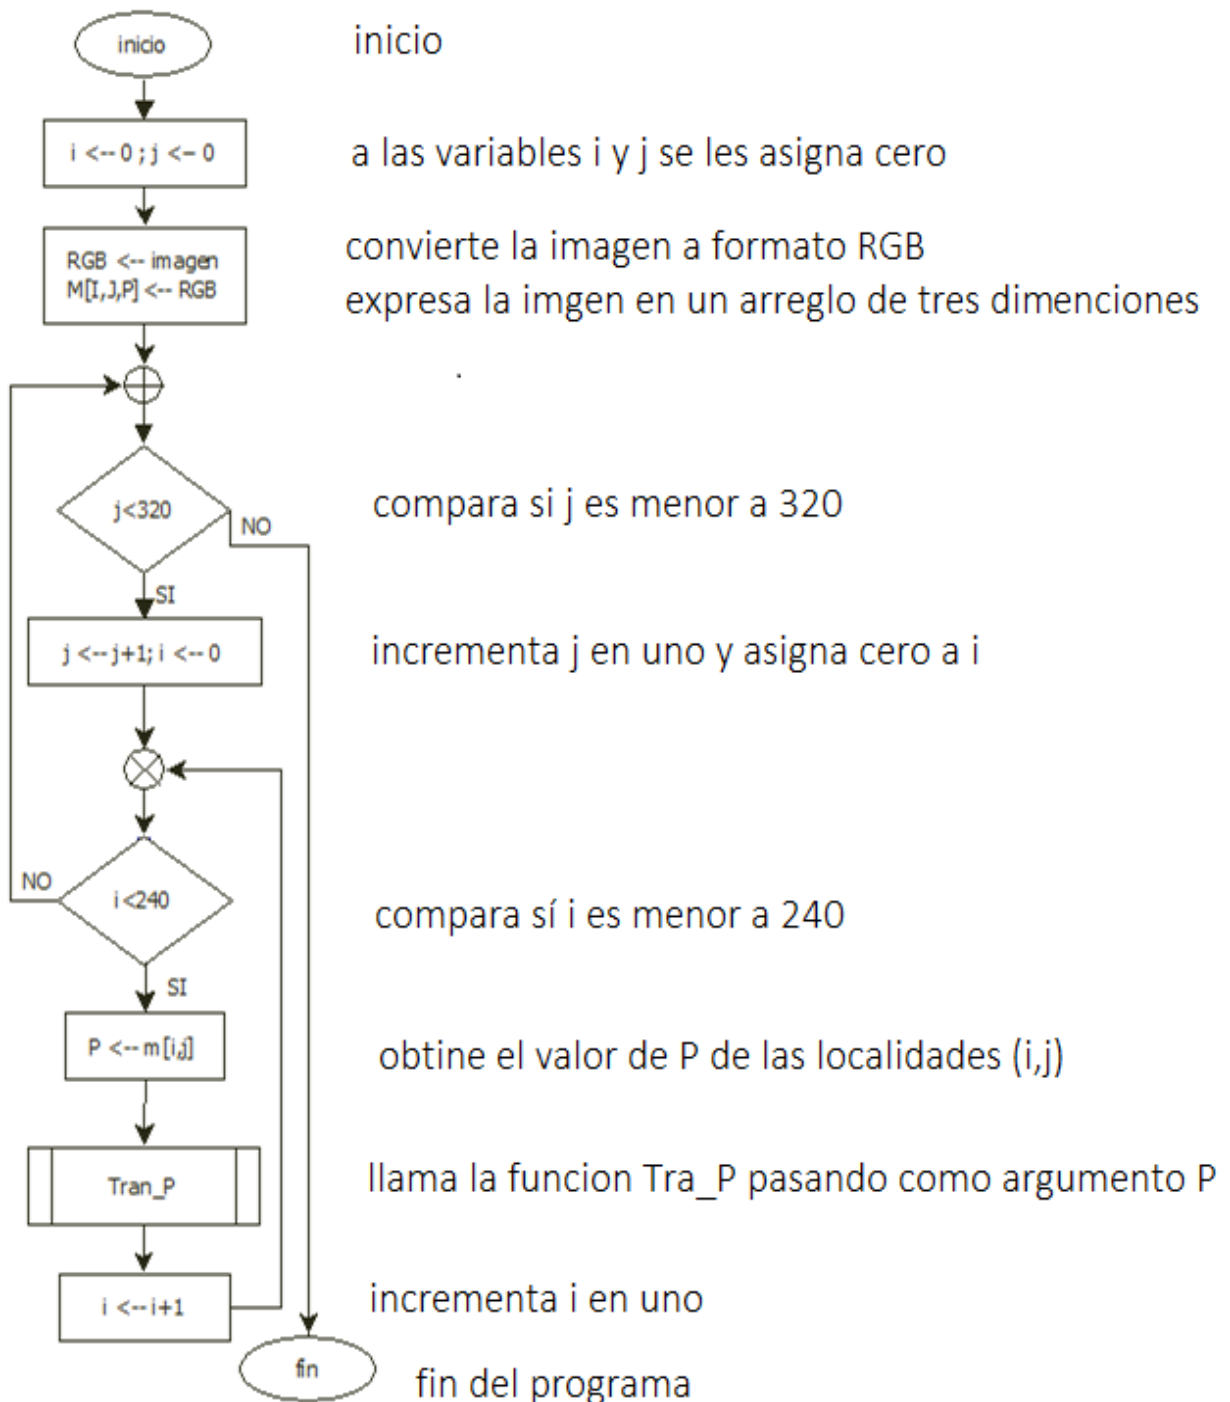 inicio
inicio
i <-- 0 ; j <-- 0
a las variables i y j se les asigna cero
RGB <-- imagen
M[I,J,P] <-- RGB
convierte la imagen a formato RGB
expresa la imgen en un arreglo de tres dimenciones
j<320
NO
SI
compara si j es menor a 320
j <-- j+1; i <-- 0
incrementa j en uno y asigna cero a i
NO
i<240
SI
compara sí i es menor a 240
P <-- m[i,j]
obtine el valor de P de las localidades (i,j)
Tran_P
llama la funcion Tra_P pasando como argumento P
i <-- i+1
incrementa i en uno
fin
fin del programa